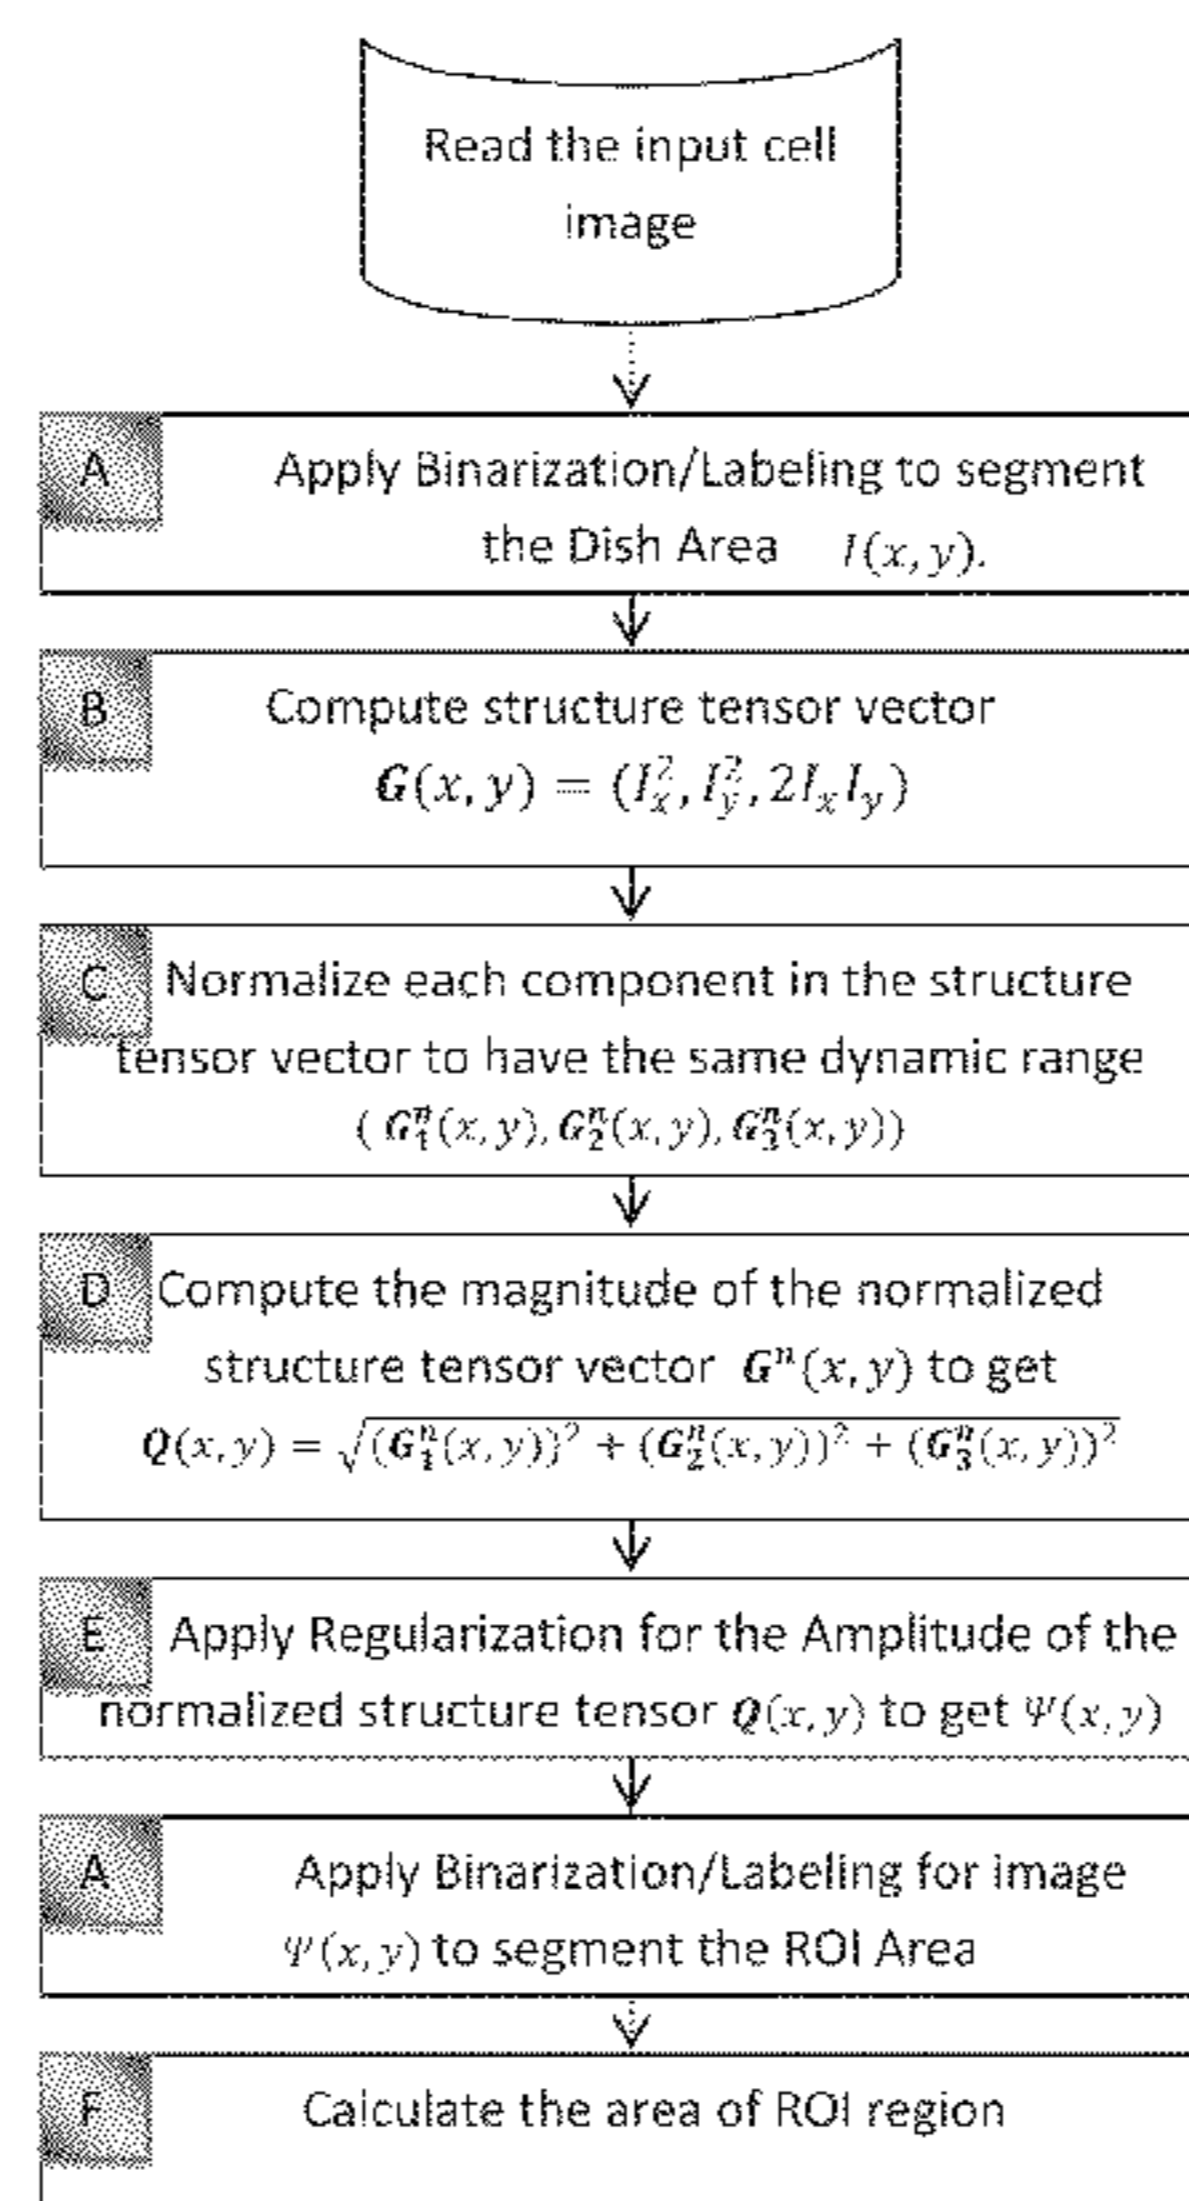 Read the input cell
image
A
Apply Binarization/Labeling to segment
the Dish Area I(x, y).
B
Compute structure tensor vector
G(x, y) = (I_x^2, I_y^2, 2I_x I_y)
C
Normalize each component in the structure
tensor vector to have the same dynamic range
( G_1^n(x, y), G_2^n(x, y), G_3^n(x, y))
D
Compute the magnitude of the normalized
structure tensor vector G^n(x, y) to get
Q(x, y) = √(G_1^n(x, y))^2 + (G_2^n(x, y))^2 + (G_3^n(x, y))^2
E
Apply Regularization for the Amplitude of the
normalized structure tensor Q(x, y) to get Ψ(x, y)
A
Apply Binarization/Labeling for image
Ψ(x, y) to segment the ROI Area
F
Calculate the area of ROI region